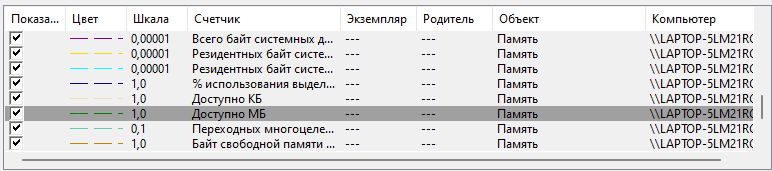 Показа... Цвет Шкала Счетчик Экземпляр Родитель Объект Компьютер
0,00001 Всего байт системных д... --- --- Память \\LAPTOP-5LM21RC
0,00001 Резидентных байт систе... --- --- Память \\LAPTOP-5LM21RC
0,00001 Резидентных байт систе... --- --- Память \\LAPTOP-5LM21RC
1,0 % использования выдел... --- --- Память \\LAPTOP-5LM21RC
1,0 Доступно КБ --- --- Память \\LAPTOP-5LM21RC
1,0 Доступно МБ --- --- Память \\LAPTOP-5LM21RC
0,1 Переходных многоцеле... --- --- Память \\LAPTOP-5LM21RC
1,0 Байт свободной памяти ... --- --- Память \\LAPTOP-5LM21RC